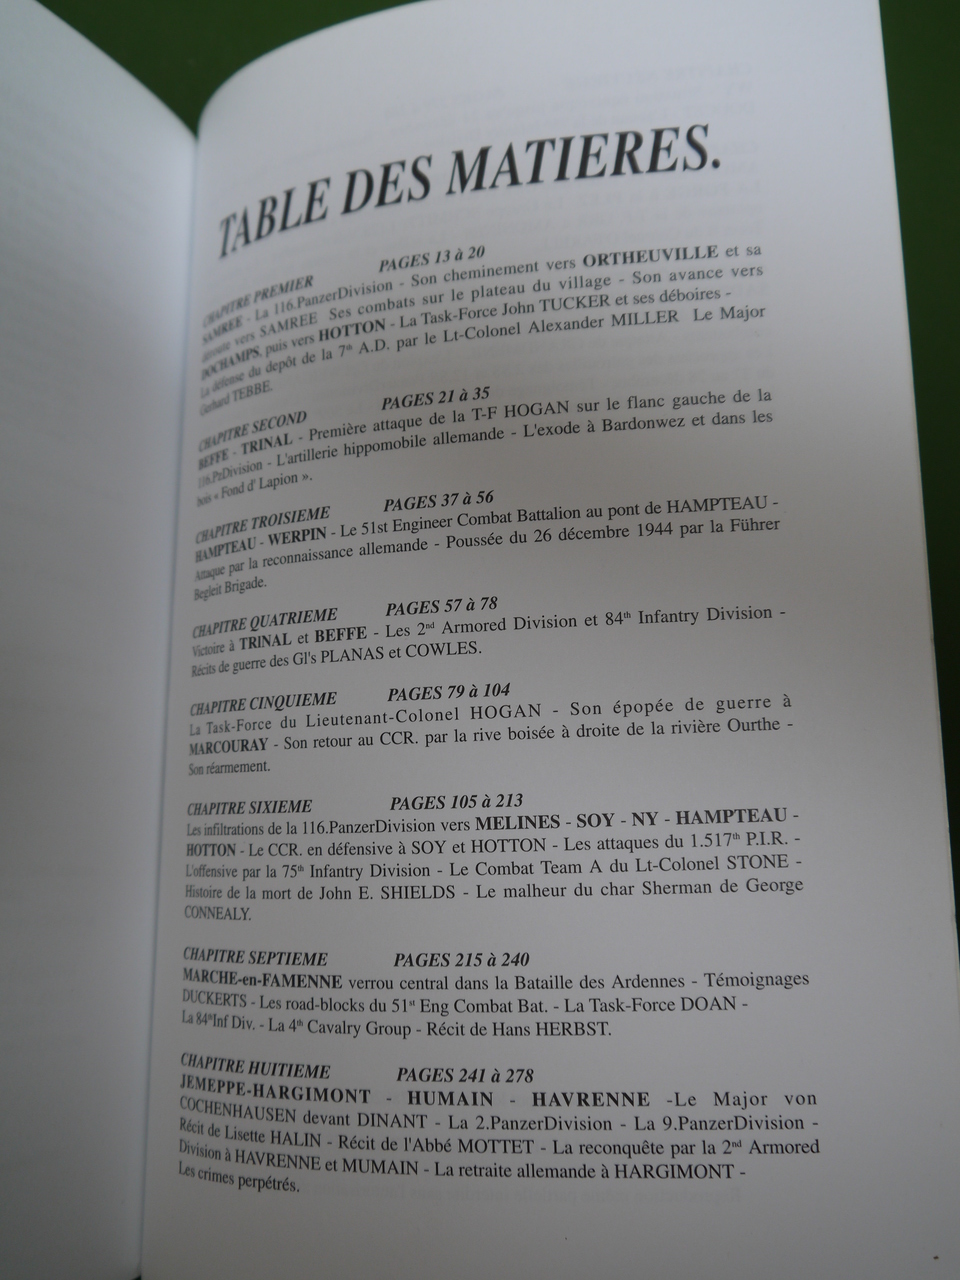 TABLE DES MATIERES.
CHAPITRE PREMIER PAGES 13 à 20
SAMREE - La 116.PanzerDivision - Son cheminement vers ORTHEUVILLE et sa
déroute vers SAMREE Ses combats sur le plateau du village - Son avance vers
DOCHAMPS, puis vers HOTTON - La Task-Force John TUCKER et ses déboires -
La défense du depôt de la 7th A.D. par le Lt-Colonel Alexander MILLER Le Major
Gerhard TEBBE.
CHAPITRE SECOND PAGES 21 à 35
BEFFE - TRINAL - Première attaque de la T-F HOGAN sur le flanc gauche de la
116.PzDivision - L'artillerie hippomobile allemande - L'exode à Bardonwez et dans les
bois « Fond d' Lapion ».
CHAPITRE TROISIEME PAGES 37 à 56
HAMPTEAU - WERPIN - Le 51st Engineer Combat Battalion au pont de HAMPTEAU -
Attaque par la reconnaissance allemande - Poussée du 26 décembre 1944 par la Führer
Begleit Brigade.
CHAPITRE QUATRIEME PAGES 57 à 78
Victoire à TRINAL et BEFFE - Les 2nd Armored Division et 84th Infantry Division -
Récits de guerre des GI's PLANAS et COWLES.
CHAPITRE CINQUIEME PAGES 79 à 104
La Task-Force du Lieutenant-Colonel HOGAN - Son épopée de guerre à
MARCOURAY - Son retour au CCR. par la rive boisée à droite de la rivière Ourthe -
Son réarmement.
CHAPITRE SIXIEME PAGES 105 à 213
Les infiltrations de la 116.PanzerDivision vers MELINES - SOY - NY - HAMPTEAU -
HOTTON - Le CCR. en défensive à SOY et HOTTON - Les attaques du 1.517th P.I.R. -
L'offensive par la 75th Infantry Division - Le Combat Team A du Lt-Colonel STONE -
Histoire de la mort de John E. SHIELDS - Le malheur du char Sherman de George
CONNEALY.
CHAPITRE SEPTIEME PAGES 215 à 240
MARCHE-en-FAMENNE verrou central dans la Bataille des Ardennes - Témoignages
DUCKERTS - Les road-blocks du 51st Eng Combat Bat. - La Task-Force DOAN -
La 84th Inf Div. - La 4th Cavalry Group - Récit de Hans HERBST.
CHAPITRE HUITIEME PAGES 241 à 278
JEMEPPE-HARGIMONT - HUMAIN - HAVRENNE -Le Major von
COCHENHAUSEN devant DINANT - La 2.PanzerDivision - La 9.PanzerDivision -
Récit de Lisette HALIN - Récit de l'Abbé MOTTET - La reconquête par la 2nd Armored
Division à HAVRENNE et MUMAIN - La retraite allemande à HARGIMONT -
Les crimes perpétrés.